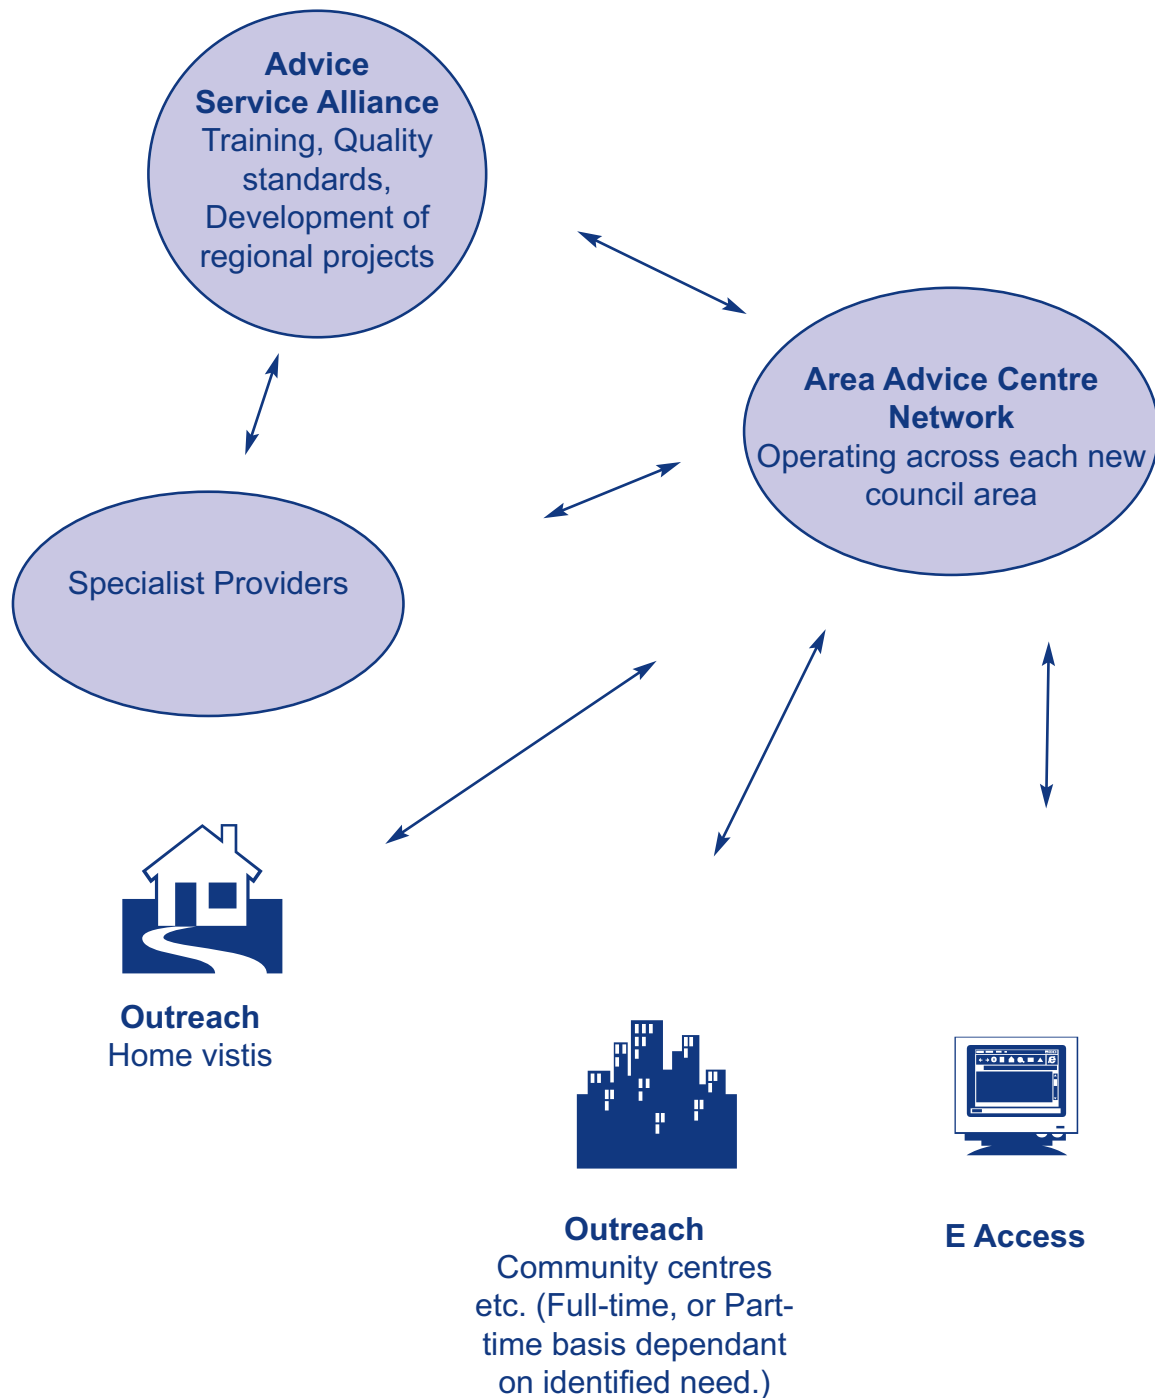 Advice
Service Alliance
Training, Quality
standards,
Development of
regional projects
Area Advice Centre
Network
Operating across each new
council area
Specialist Providers
Outreach
Home vistis
Outreach
Community centres
etc. (Full-time, or Part-
time basis dependant
on identified need.)
E Access